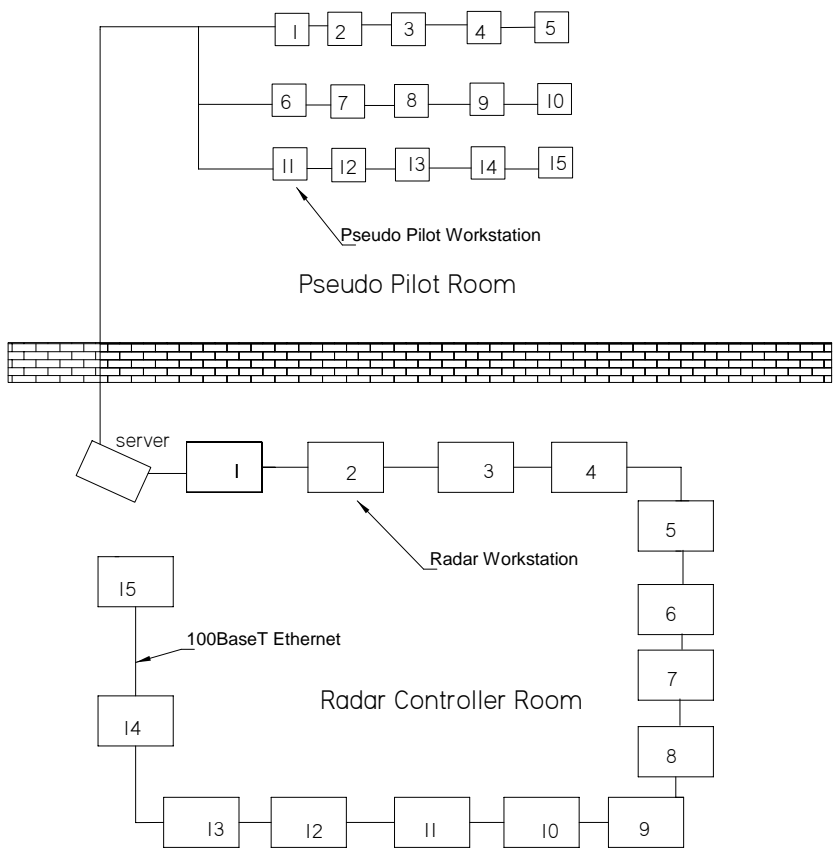 1 2 3 4 5
6 7 8 9 10
11 12 13 14 15
Pseudo Pilot Workstation
Pseudo Pilot Room
server
1 2 3 4
Radar Workstation
5
15
6
100BaseT Ethernet
7
Radar Controller Room
14
8
13 12 11 10 9